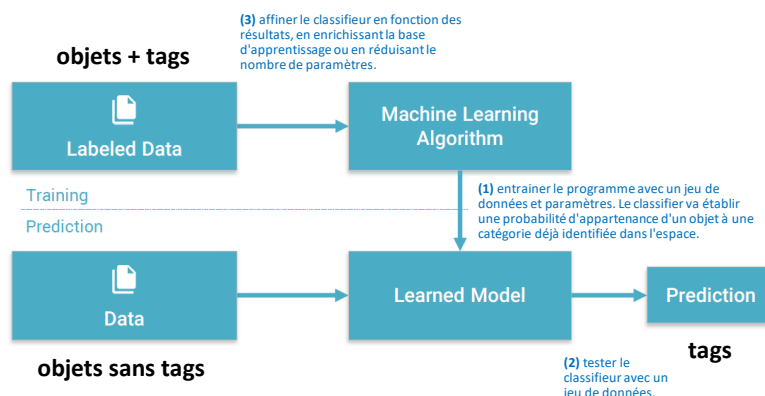 (3) affiner le classifieur en fonction des
résultats, en enrichissant la base
d'apprentissage ou en réduisant le
nombre de paramètres.
objets + tags
Labeled Data
Machine Learning
Algorithm
Training
Prediction
(1) entrainer le programme avec un jeu de
données et paramètres. Le classifier va établir
une probabilité d'appartenance d'un objet à une
catégorie déjà identifiée dans l'espace.
Data
Learned Model
Prediction
objets sans tags
tags
(2) tester le
classifieur avec un
jeu de données.